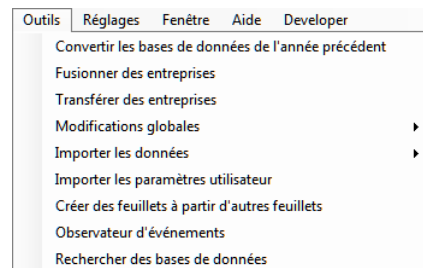 Outils Réglages Fenêtre Aide Developer
Convertir les bases de données de l'année précédent
Fusionner des entreprises
Transférer des entreprises
Modifications globales
Importer les données
Importer les paramètres utilisateur
Créer des feuillets à partir d'autres feuillets
Observateur d'événements
Rechercher des bases de données